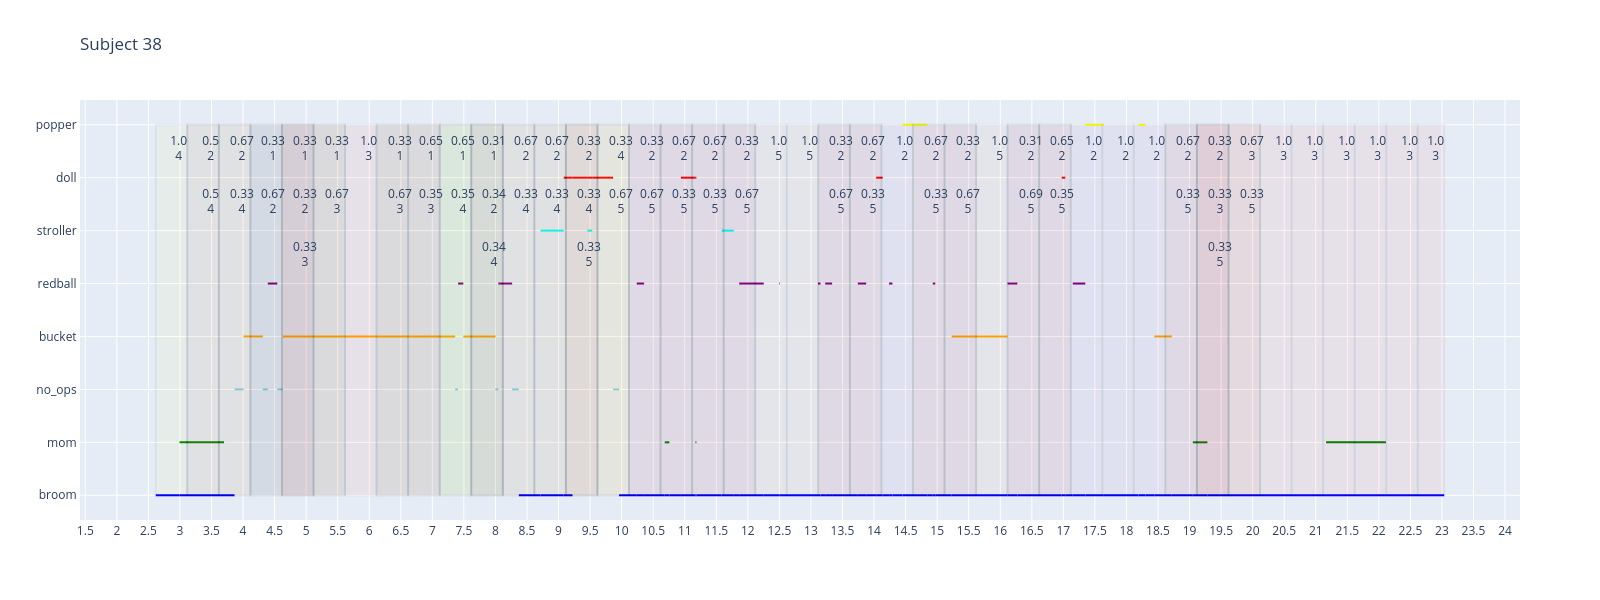 Subject 38
popper
1.0 0.5 0.67 0.33 0.33 0.33 1.0 0.33 0.65 0.65 0.31 0.67 0.67 0.33 0.33 0.33 0.67 0.67 0.33 1.0 1.0 0.33 0.67 1.0 0.67 0.33 1.0 0.31 0.65 1.0 1.0 1.0 0.67 0.33 0.67 1.0 1.0 1.0 1.0 1.0
4 2 2 1 1 1 3 1 1 1 1 2 2 2 4 2 2 2 2 5 5 2 2 2 2 2 5 2 2 2 2 2 2 2 3 3 3 3 3 3
doll
0.5 0.33 0.67 0.33 0.67 0.67 0.35 0.35 0.34 0.33 0.33 0.33 0.67 0.67 0.33 0.33 0.67 0.67 0.33 0.33 0.67 0.69 0.35 0.33 0.33 0.33
4 4 2 2 3 3 3 4 2 4 4 4 5 5 5 5 5 5 5 5 5 5 5 5 3 5
stroller
0.33 0.34 0.33 0.33
3 4 5 5
redball
bucket
no_ops
mom
broom
1.5 2 2.5 3 3.5 4 4.5 5 5.5 6 6.5 7 7.5 8 8.5 9 9.5 10 10.5 11 11.5 12 12.5 13 13.5 14 14.5 15 15.5 16 16.5 17 17.5 18 18.5 19 19.5 20 20.5 21 21.5 22 22.5 23 23.5 24